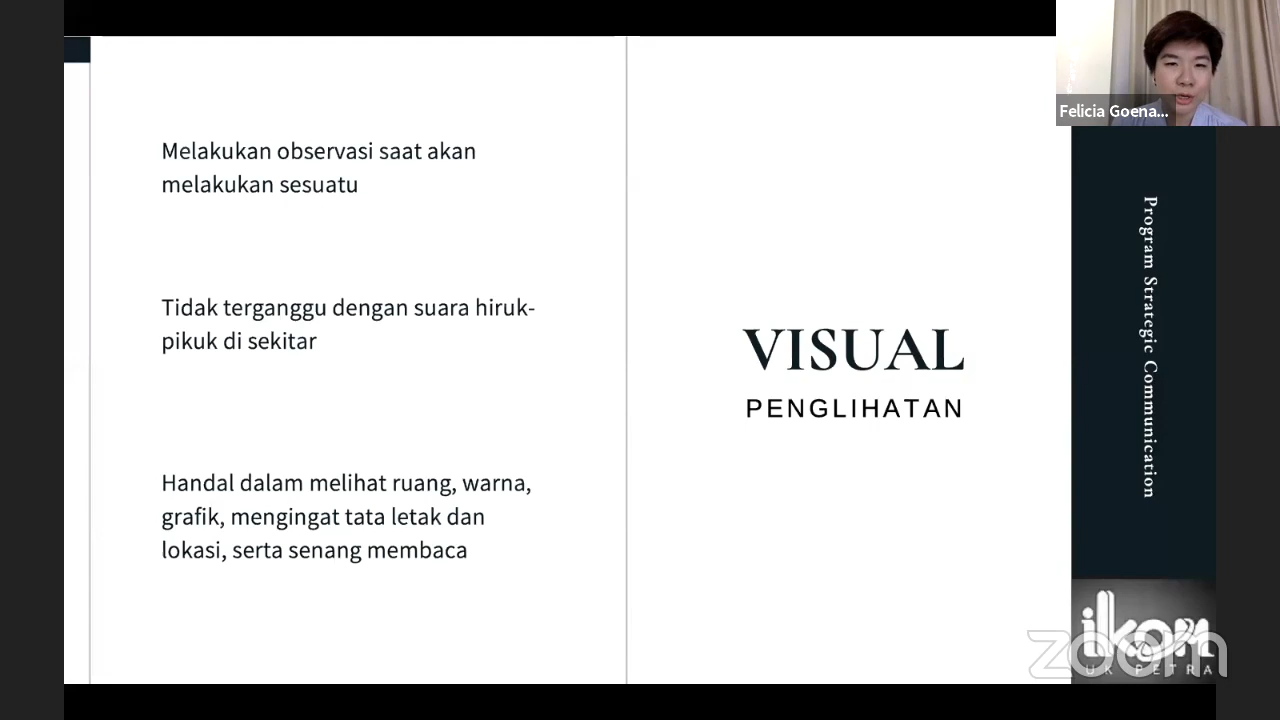 Melakukan observasi saat akan
melakukan sesuatu
Tidak terganggu dengan suara hiruk-
pikuk di sekitar
Handal dalam melihat ruang, warna,
grafik, mengingat tata letak dan
lokasi, serta senang membaca
VISUAL
PENGLIHATAN
Felicia Goena...
Program Strategic Communication
ikom
UK PETRA
zoom